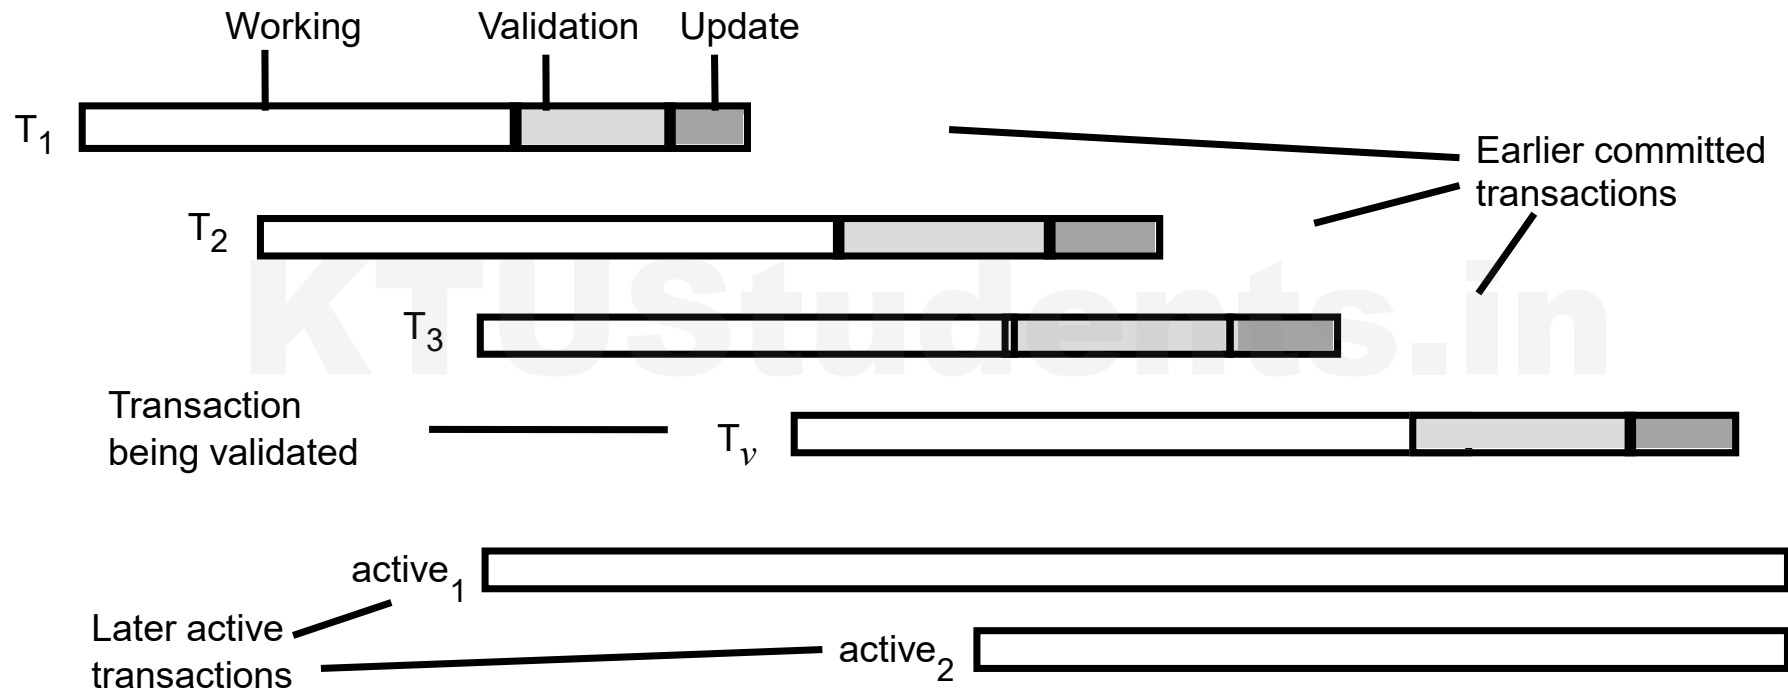 Working Validation Update
T1
Earlier committed
transactions
T2
KTUStudents.in
T3
Transaction
being validated
Tv
active1
Later active
transactions
active2